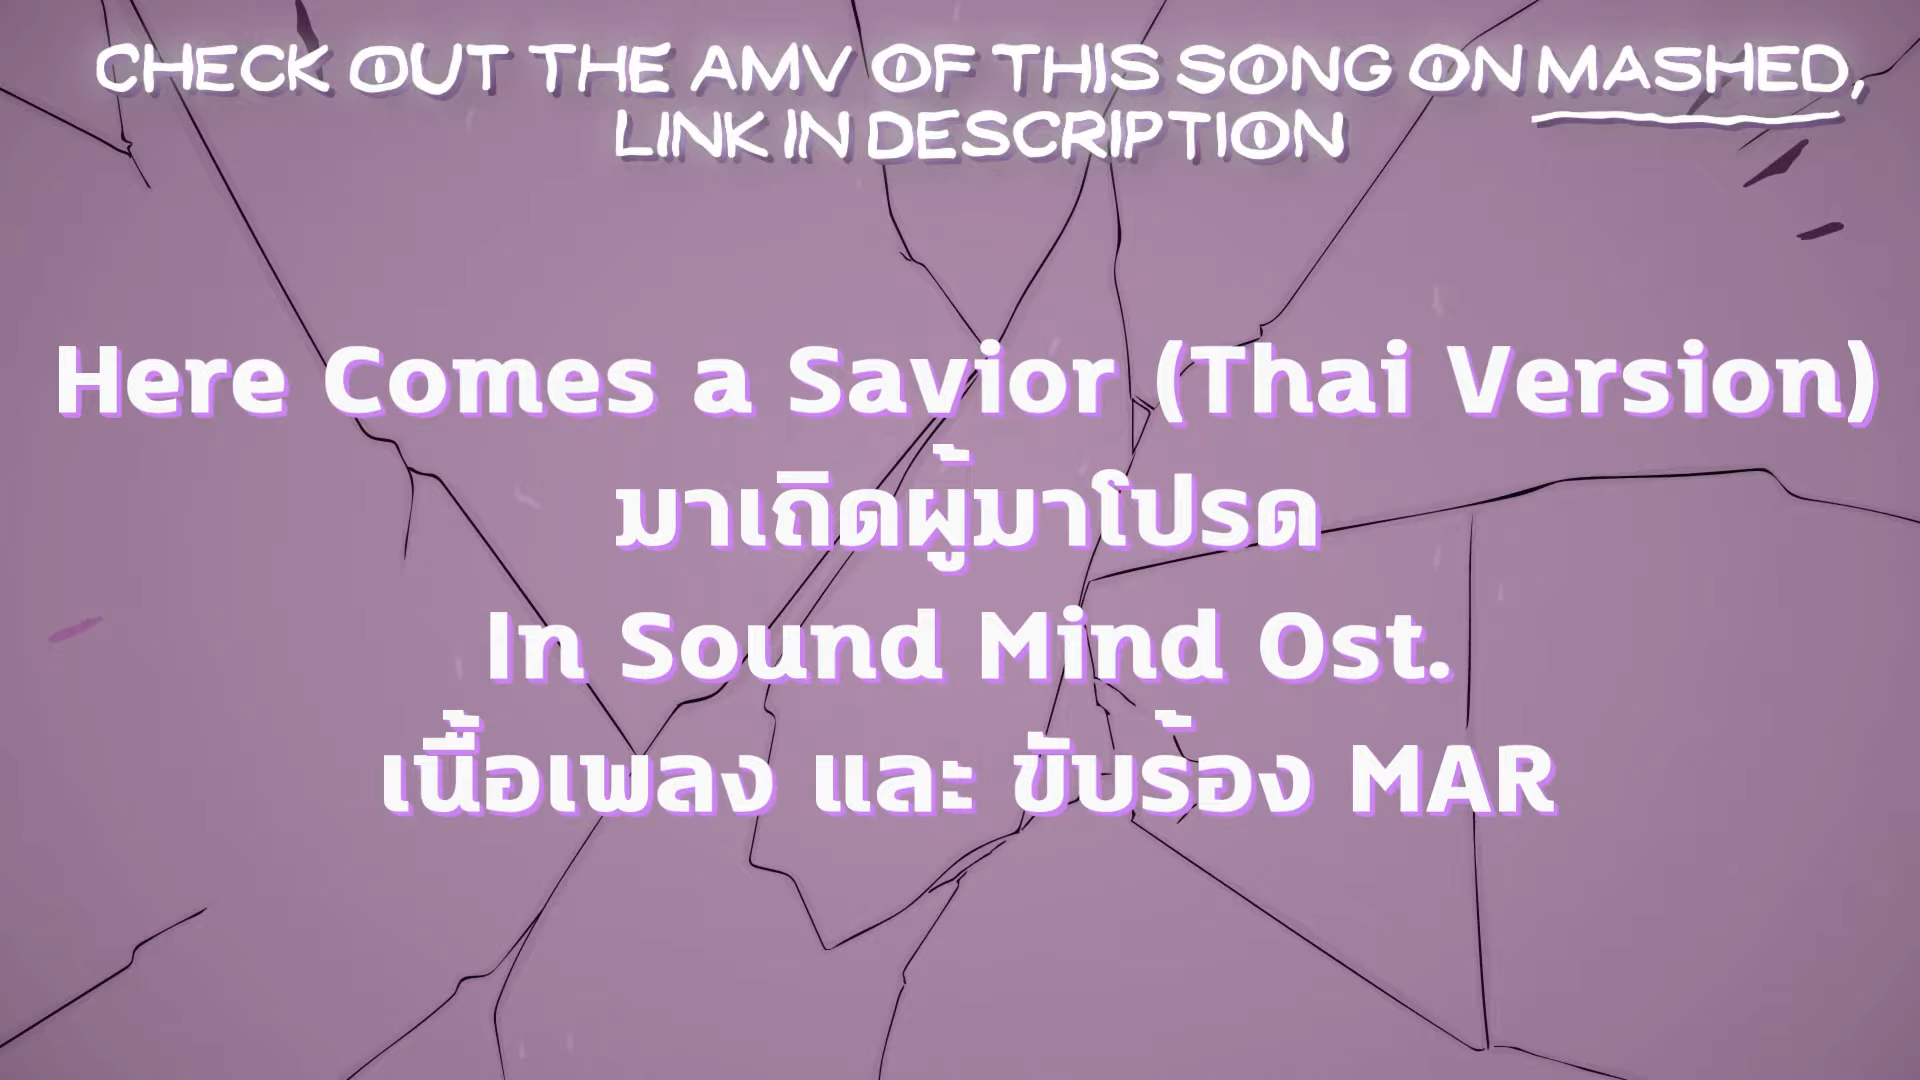 CHECK OUT THE AMV OF THIS SONG ON MASHED,
LINK IN DESCRIPTION
Here Comes a Savior (Thai Version)
มาเถิดผู้มาโปรด
In Sound Mind Ost.
เนื้อเพลง และ ขับร้อง MAR